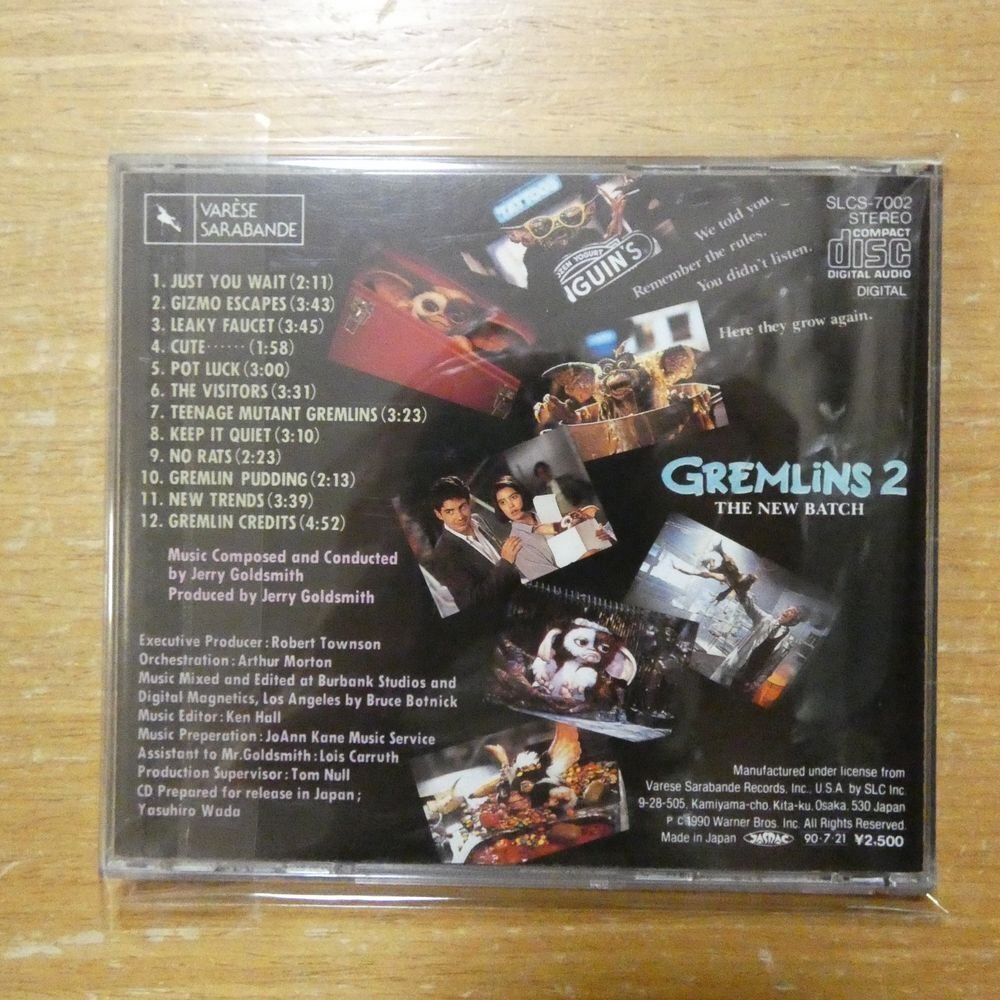 VARÈSE
SARABANDE
SLCS-7002
STEREO
COMPACT
disc
DIGITAL AUDIO
DIGITAL
We told you.
Remember the rules.
You didn't listen.
Here they grow again.
ZEN YOGURT
IGUIN'S
1. JUST YOU WAIT (2:11)
2. GIZMO ESCAPES (3:43)
3. LEAKY FAUCET (3:45)
4. CUTE······ (1:58)
5. POT LUCK (3:00)
6. THE VISITORS (3:31)
7. TEENAGE MUTANT GREMLINS (3:23)
8. KEEP IT QUIET (3:10)
9. NO RATS (2:23)
10. GREMLIN PUDDING (2:13)
11. NEW TRENDS (3:39)
12. GREMLIN CREDITS (4:52)
GREMLiNS 2
THE NEW BATCH
Music Composed and Conducted
by Jerry Goldsmith
Produced by Jerry Goldsmith
Executive Producer: Robert Townson
Orchestration: Arthur Morton
Music Mixed and Edited at Burbank Studios and
Digital Magnetics, Los Angeles by Bruce Botnick
Music Editor: Ken Hall
Music Preperation: JoAnn Kane Music Service
Assistant to Mr.Goldsmith: Lois Carruth
Production Supervisor: Tom Null
CD Prepared for release in Japan;
Yasuhiro Wada
Manufactured under license from
Varese Sarabande Records, Inc., U.S.A. by SLC Inc.
9-28-505, Kamiyama-cho, Kita-ku, Osaka, 530 Japan
P C 1990 Warner Bros. Inc. All Rights Reserved.
Made in Japan JASRAC 90·7·21 ¥2,500